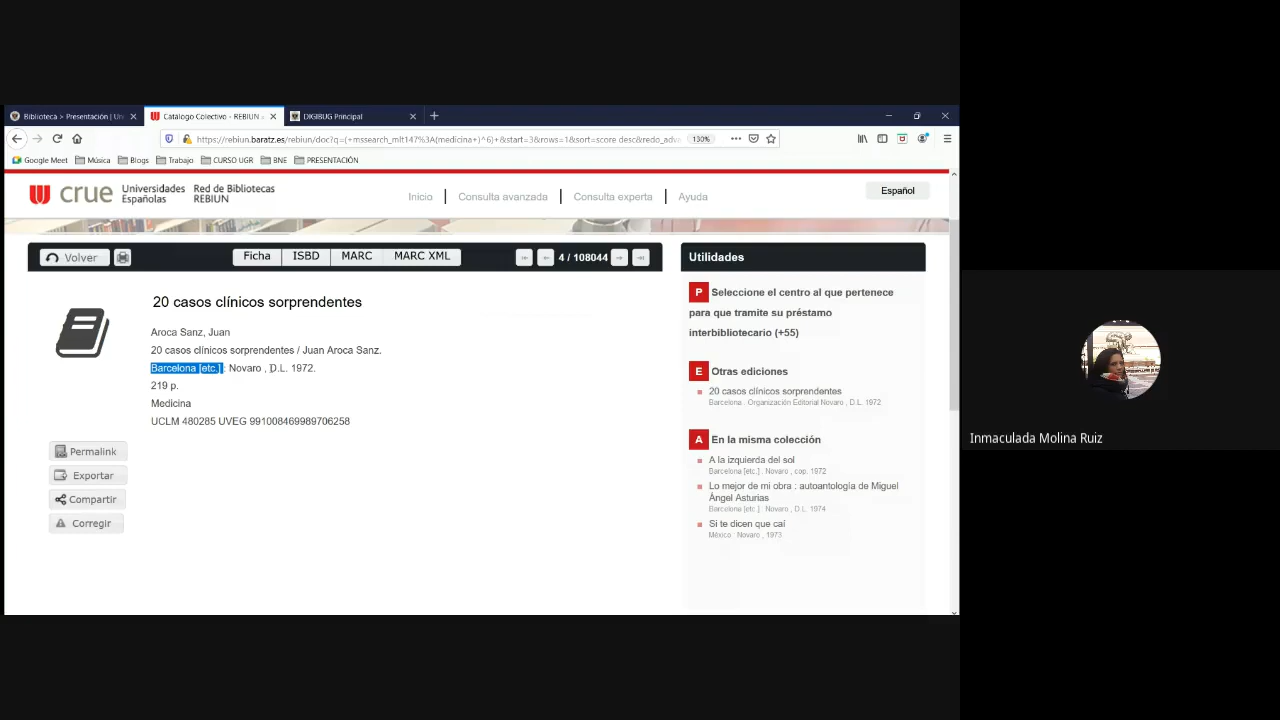 Biblioteca > Presentación | Un
Catálogo Colectivo - REBIUN
DIGIBUG Principal
https://rebiun.baratz.es/rebiun/doc?q=(+mssearch_mlt147%3A(medicina+)^6)+&start=3&rows=1&sort=score desc&redo_adva
130%
Google Meet
Música
Blogs
Trabajo
CURSO UGR
BNE
PRESENTACIÓN
crue
Universidades
Españolas
Red de Bibliotecas
REBIUN
Inicio
Consulta avanzada
Consulta experta
Ayuda
Español
Volver
Ficha
ISBD
MARC
MARC XML
4 / 108044
20 casos clínicos sorprendentes
Aroca Sanz, Juan
20 casos clínicos sorprendentes / Juan Aroca Sanz.
Barcelona [etc.] : Novaro , D.L. 1972.
219 p.
Medicina
UCLM 480285 UVEG 991008469989706258
Permalink
Exportar
Compartir
Corregir
Utilidades
P Seleccione el centro al que pertenece
para que tramite su préstamo
interbibliotecario (+55)
E Otras ediciones
20 casos clínicos sorprendentes
Barcelona . Organización Editorial Novaro , D.L. 1972
A En la misma colección
A la izquierda del sol
Barcelona [etc.] . Novaro , cop. 1972
Lo mejor de mi obra : autoantología de Miguel
Ángel Asturias
Barcelona [etc.] . Novaro , D.L. 1974
Si te dicen que caí
México . Novaro , 1973
Inmaculada Molina Ruiz